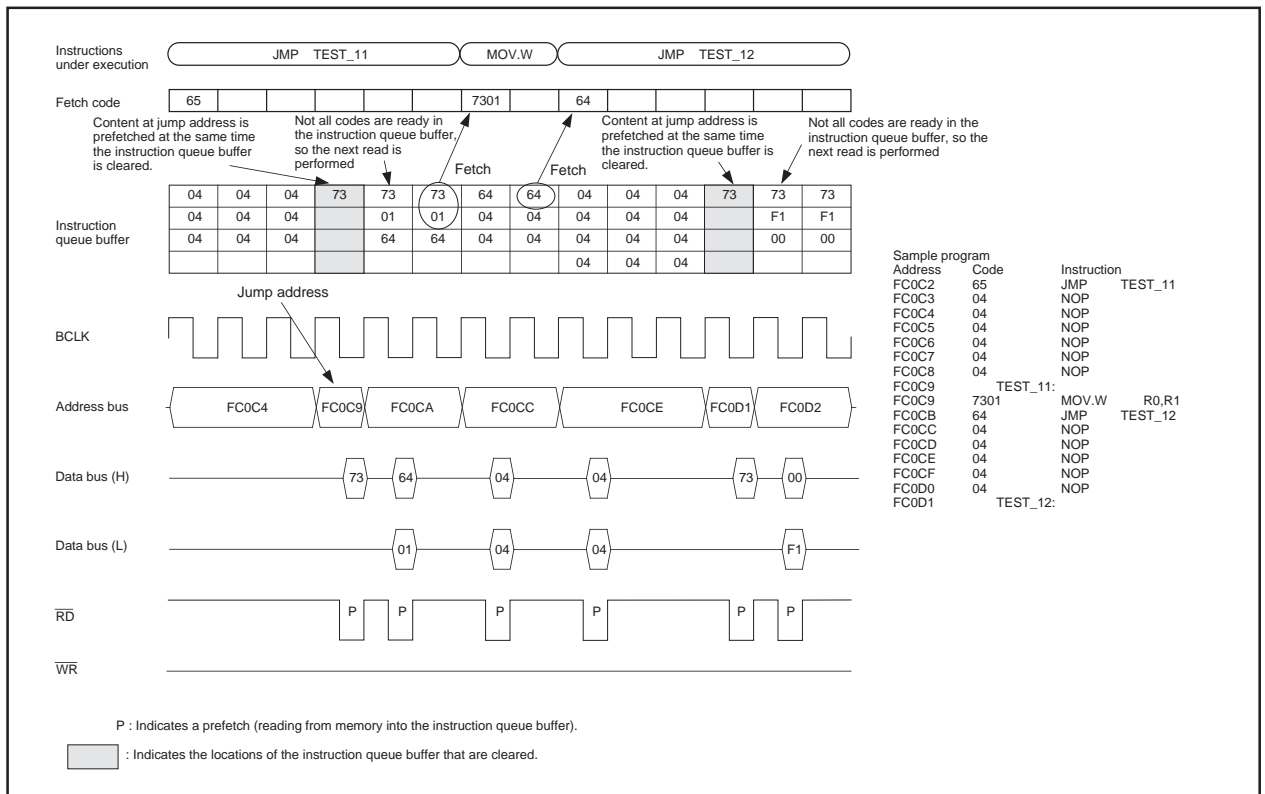 Instructions
under execution
JMP TEST_11
MOV.W
JMP TEST_12
Fetch code
65
7301
64
Content at jump address is
prefetched at the same time
the instruction queue buffer
is cleared.
Not all codes are ready in
the instruction queue buffer,
so the next read is
performed
Fetch
Fetch
Content at jump address is
prefetched at the same time
the instruction queue buffer is
cleared.
Not all codes are ready in the
instruction queue buffer, so the
next read is performed
Instruction
queue buffer
04 04 04 73 73 73 64 64 04 04 04 73 73 73
04 04 04 01 01 04 04 04 04 04 F1 F1
04 04 04 64 64 04 04 04 04 04 00 00
04 04 04
Jump address
BCLK
Address bus
FC0C4 FC0C9 FC0CA FC0CC FC0CE FC0D1 FC0D2
Data bus (H)
73 64 04 04 73 00
Data bus (L)
01 04 04 F1
RD
P P P P P P
WR
P : Indicates a prefetch (reading from memory into the instruction queue buffer).
: Indicates the locations of the instruction queue buffer that are cleared.
Sample program
Address Code Instruction
FC0C2 65 JMP TEST_11
FC0C3 04 NOP
FC0C4 04 NOP
FC0C5 04 NOP
FC0C6 04 NOP
FC0C7 04 NOP
FC0C8 04 NOP
FC0C9 TEST_11:
FC0C9 7301 MOV.W R0,R1
FC0CB 64 JMP TEST_12
FC0CC 04 NOP
FC0CD 04 NOP
FC0CE 04 NOP
FC0CF 04 NOP
FC0D0 04 NOP
FC0D1 TEST_12: